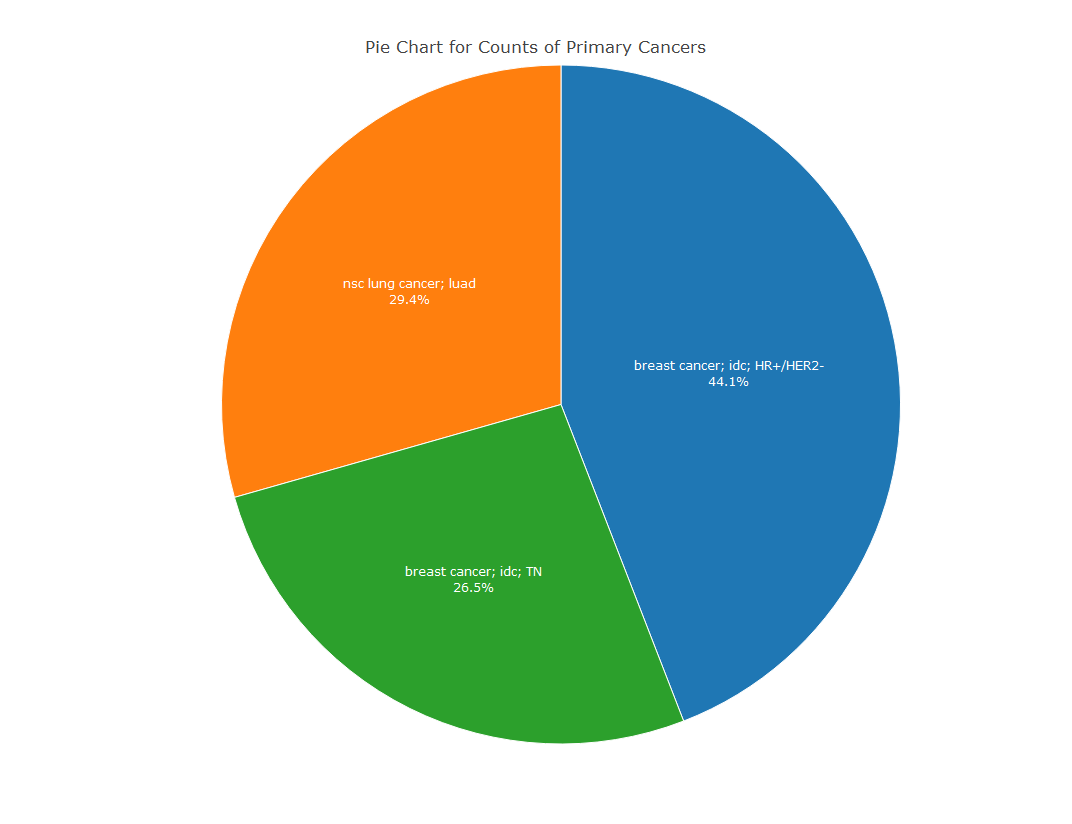 Pie Chart for Counts of Primary Cancers
nsc lung cancer; luad
29.4%
breast cancer; idc; HR+/HER2-
44.1%
breast cancer; idc; TN
26.5%